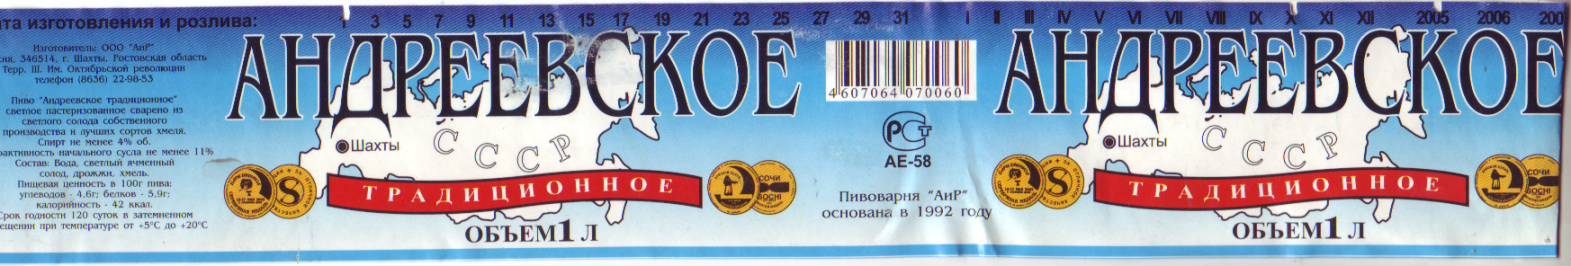 та изготовления и розлива:
1 3 5 7 9 11 13 15 17 19 21 23 25 27 29 31 I II III IV V VI VII VIII IX X XI XII 2005 2006 200
Изготовитель: ООО "АиР"
сия, 346514, г. Шахты, Ростовская область
Терр. Ш. Им. Октябрьской революции
телефон (8636) 22-98-53
Пиво "Андреевское традиционное"
светлое пастеризованное сварено из
светлого солода собственного
производства и лучших сортов хмеля.
Спирт не менее 4% об.
рактивность начального сусла не менее 11%
Состав: Вода, светлый ячменный
солод, дрожжи, хмель.
Пищевая ценность в 100г пива:
углеводов - 4,6г; белков - 5,9г;
калорийность - 42 ккал.
Срок годности 120 суток в затемненном
ещении при температуре от +5°С до +20°С
АНДРЕЕВСКОЕ
Шахты
СССР
ТРАДИЦИОННОЕ
ОБЪЕМ 1 Л
4 607064 070060
РСТ
АЕ-58
Пивоварня "АиР"
основана в 1992 году
СОЧИ
SOCHI
АНДРЕЕВСКОЕ
Шахты
СССР
ТРАДИЦИОННОЕ
ОБЪЕМ 1 Л
СОЧИ
SOCHI